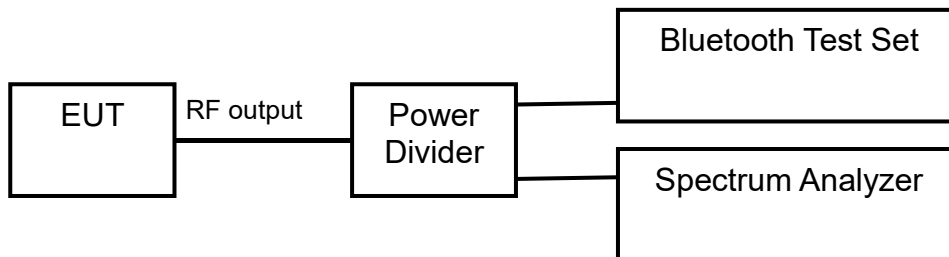 EUT
RF output
Power
Divider
Bluetooth Test Set
Spectrum Analyzer